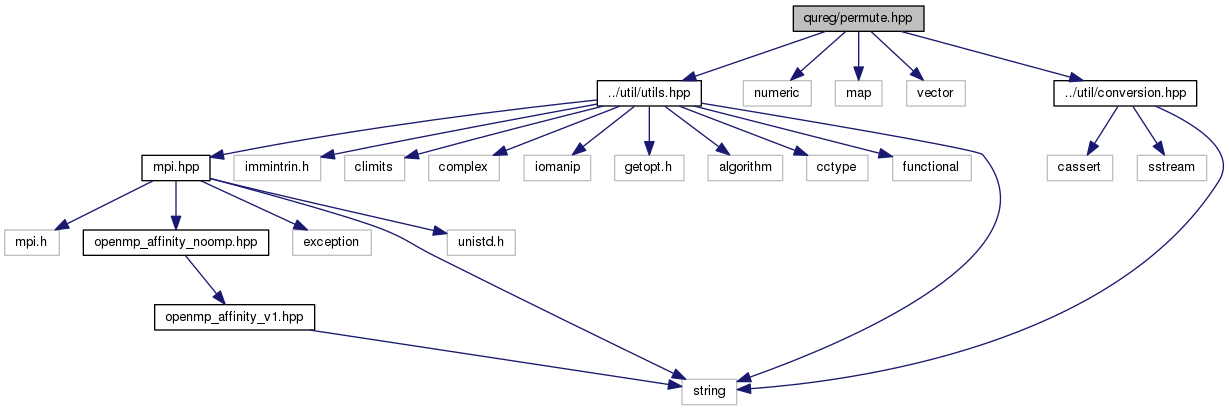 qureg/permute.hpp
../util/utils.hpp
numeric
map
vector
../util/conversion.hpp
mpi.hpp
immintrin.h
climits
complex
iomanip
getopt.h
algorithm
cctype
functional
cassert
sstream
mpi.h
openmp_affinity_noomp.hpp
exception
unistd.h
openmp_affinity_v1.hpp
string